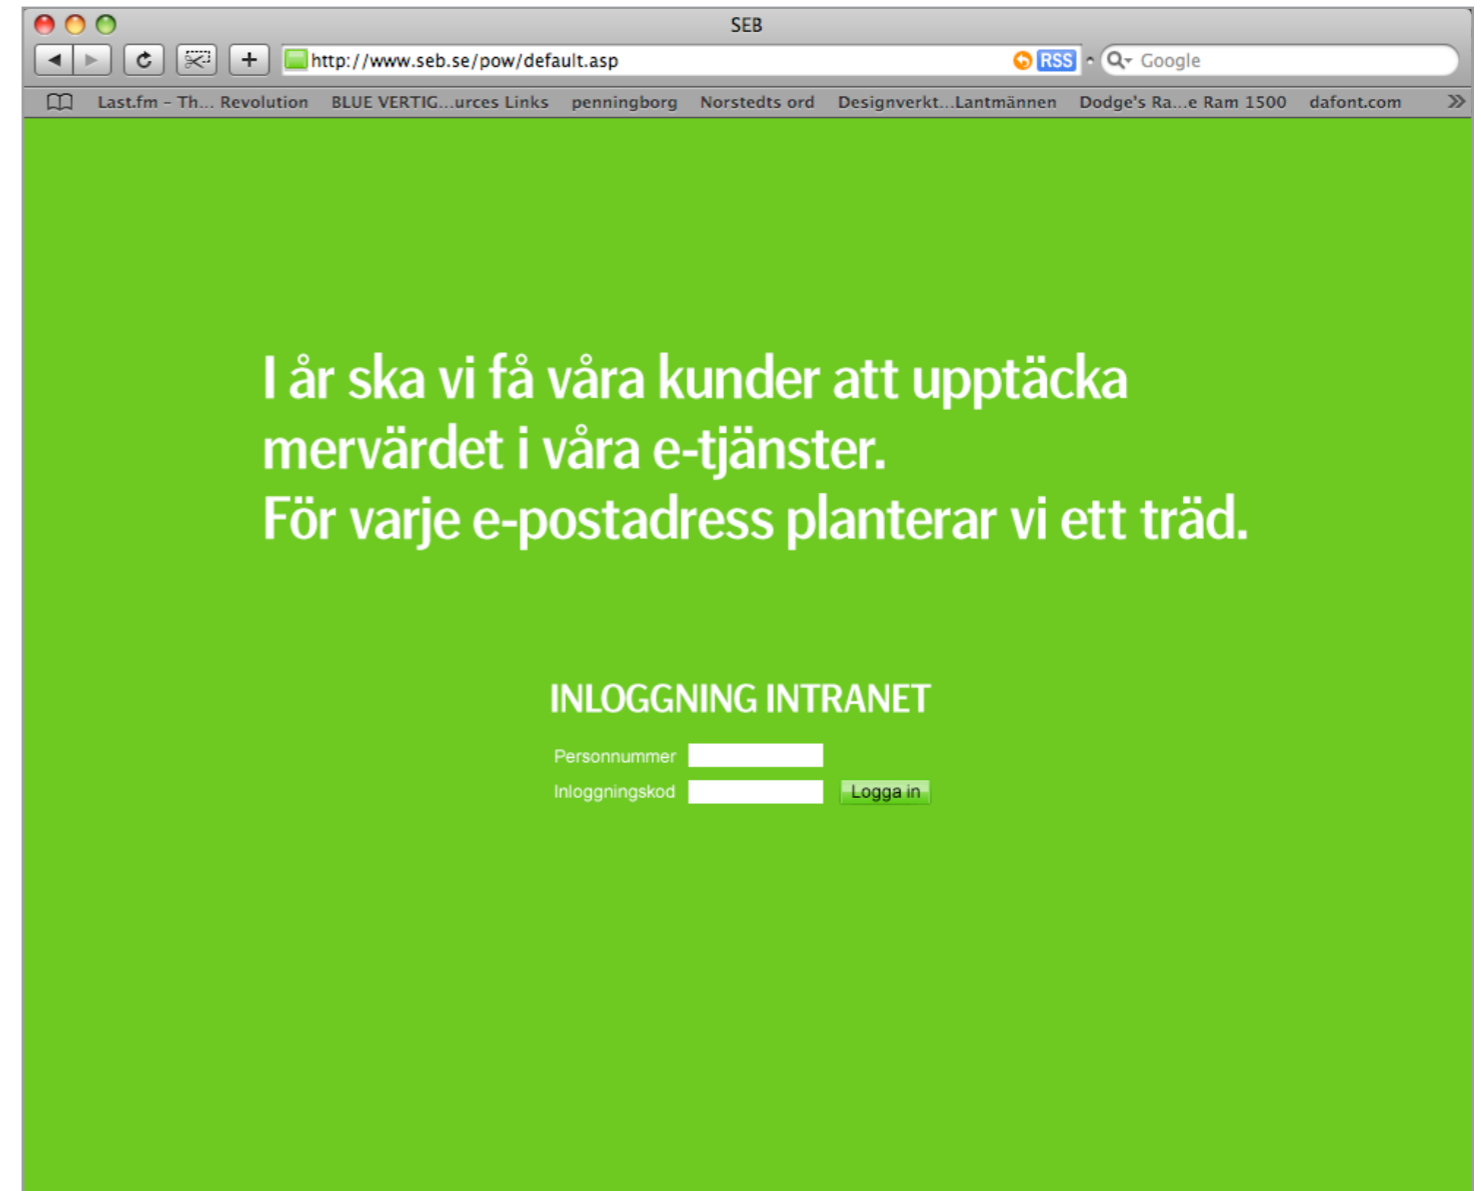 SEB
http://www.seb.se/pow/default.asp RSS Google
Last.fm – Th... Revolution BLUE VERTIG...urces Links penningborg Norstedts ord Designverkt...Lantmännen Dodge's Ra...e Ram 1500 dafont.com
I år ska vi få våra kunder att upptäcka
mervärdet i våra e-tjänster.
För varje e-postadress planterar vi ett träd.
INLOGGNING INTRANET
Personnummer
Inloggningskod Logga in